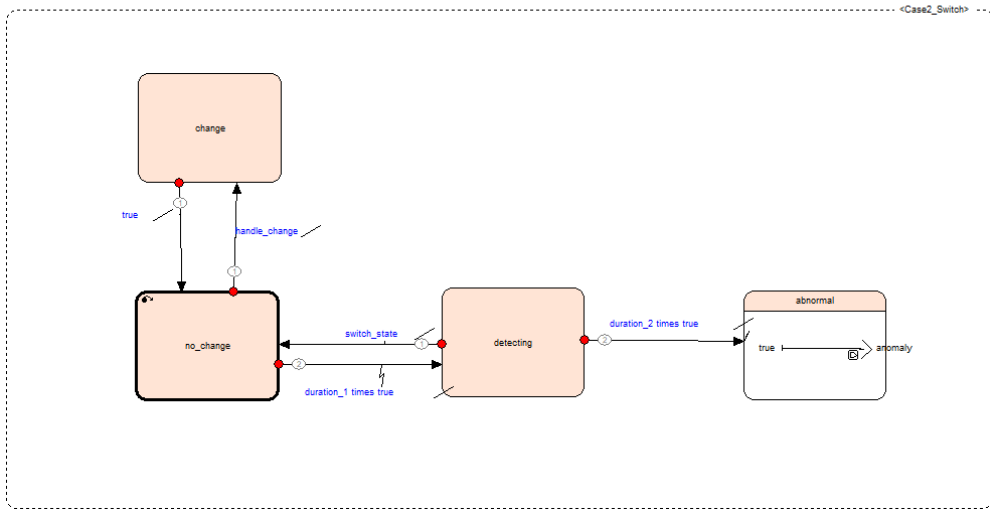 <Case2_Switch>
change
1
true
handle_change
1
abnormal
duration_2 times true
switch_state
no_change
1
detecting
2
true
anomaly
2
duration_1 times true